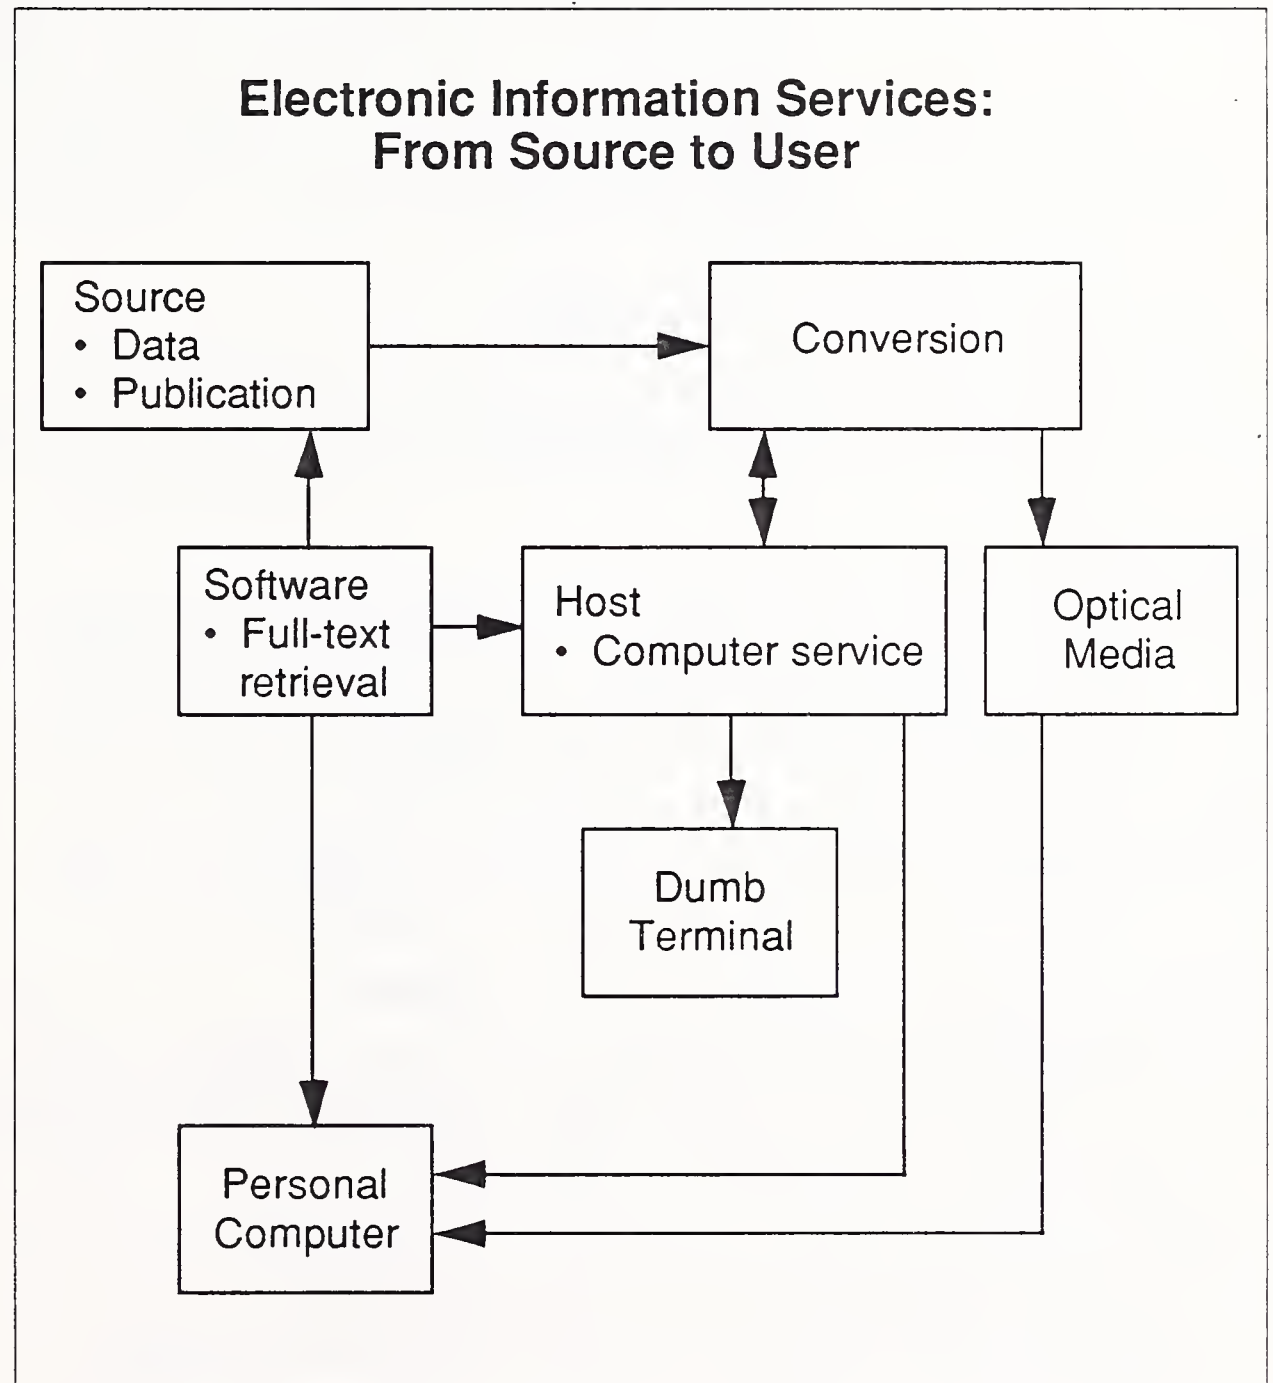 Electronic Information Services:
From Source to User
Source
• Data
• Publication
Conversion
Software
• Full-text
retrieval
Host
• Computer service
Optical
Media
Dumb
Terminal
Personal
Computer